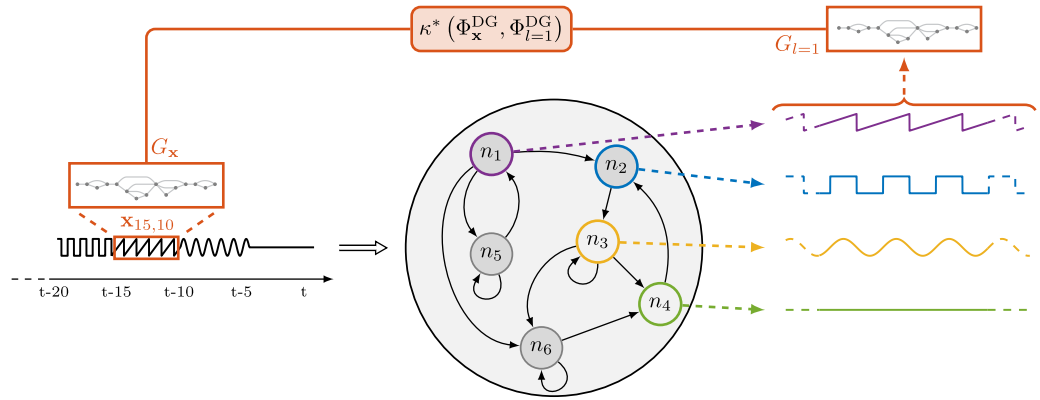 κ* (Φ_x^DG, Φ_{l=1}^DG)
G_{l=1}
G_x
n_1
n_2
x_{15,10}
n_3
n_5
t-20 t-15 t-10 t-5 t
n_4
n_6